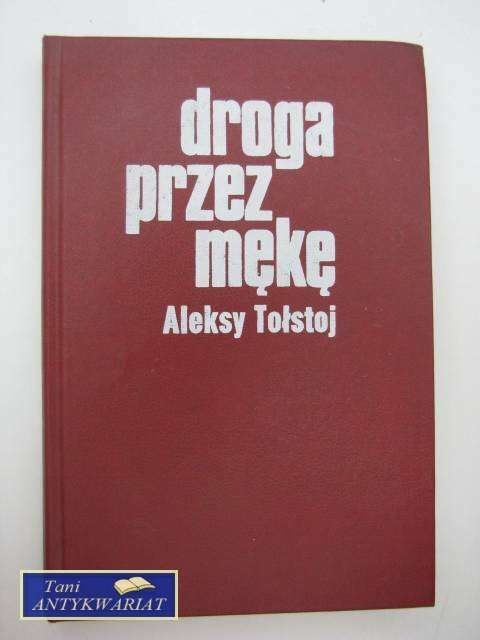 droga
przez
mękę
Aleksy Tołstoj
Tani
ANTYKWARIAT